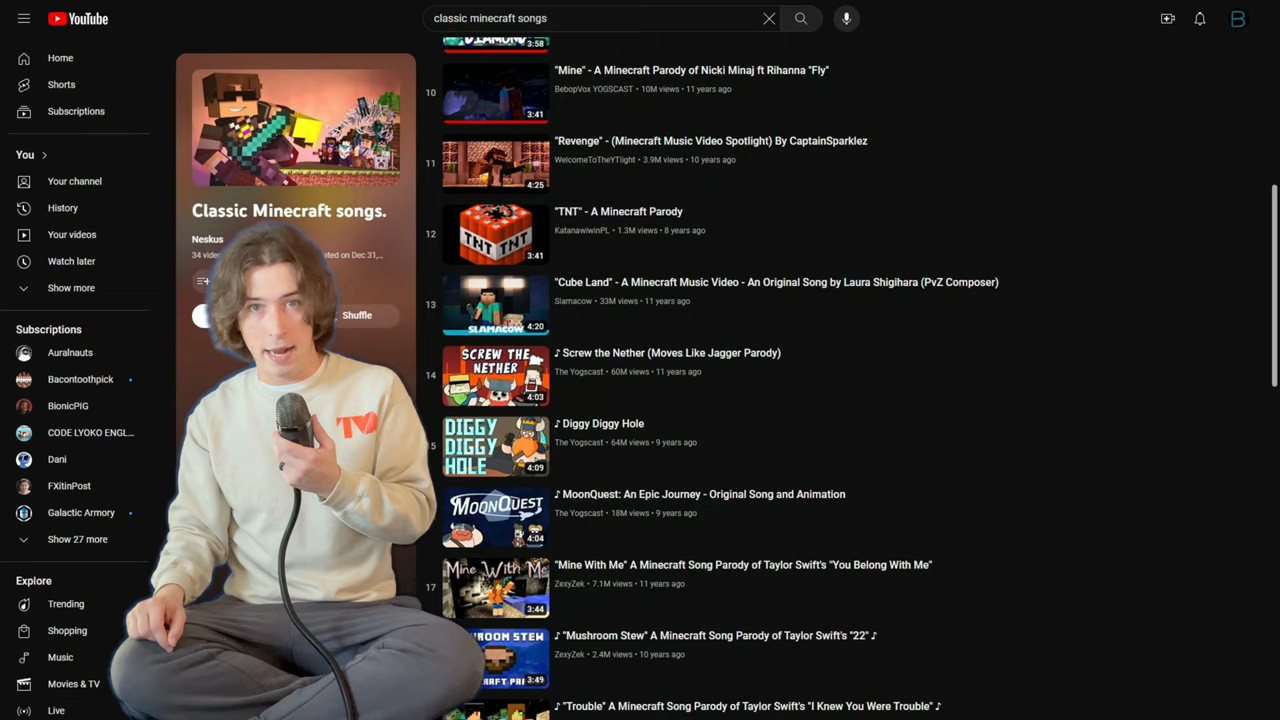 YouTube
classic minecraft songs
B
Home
Shorts
Subscriptions
You
Your channel
History
Your videos
Watch later
Show more
Subscriptions
Auralnauts
Bacontoothpick
BionicPIG
CODE LYOKO ENGL...
Dani
FXitinPost
Galactic Armory
Show 27 more
Explore
Trending
Shopping
Music
Movies & TV
Live
Classic Minecraft songs.
Neskus
on Dec 31,...
Shuffle
TVA
DIAMOND
3:58
10
3:41
"Mine" - A Minecraft Parody of Nicki Minaj ft Rihanna "Fly"
BebopVox YOGSCAST • 10M views • 11 years ago
11
4:25
"Revenge" - (Minecraft Music Video Spotlight) By CaptainSparklez
WelcomeToTheYTlight • 3.9M views • 10 years ago
12
TNT TNT
3:41
"TNT" - A Minecraft Parody
KatanawiwinPL • 1.3M views • 8 years ago
13
SLAMACOW
4:20
"Cube Land" - A Minecraft Music Video - An Original Song by Laura Shigihara (PvZ Composer)
Slamacow • 33M views • 11 years ago
14
SCREW THE
NETHER
4:03
♪ Screw the Nether (Moves Like Jagger Parody)
The Yogscast • 60M views • 11 years ago
5
DIGGY
DIGGY
HOLE
4:09
♪ Diggy Diggy Hole
The Yogscast • 64M views • 9 years ago
MOONQUEST
4:04
♪ MoonQuest: An Epic Journey - Original Song and Animation
The Yogscast • 18M views • 9 years ago
17
Mine With Me
3:44
"Mine With Me" A Minecraft Song Parody of Taylor Swift's "You Belong With Me"
ZexyZek • 7.1M views • 11 years ago
ROOM STEW
RAFT PAR
3:49
♪ "Mushroom Stew" A Minecraft Song Parody of Taylor Swift's "22" ♪
ZexyZek • 2.4M views • 10 years ago
♪ "Trouble" A Minecraft Song Parody of Taylor Swift's "I Knew You Were Trouble" ♪